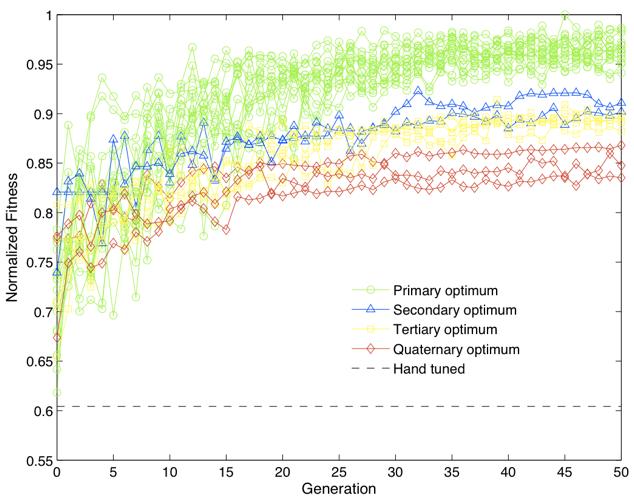 1
0.95
0.9
0.85
0.8
0.75
0.7
0.65
0.6
0.55
Normalized Fitness
Primary optimum
Secondary optimum
Tertiary optimum
Quaternary optimum
Hand tuned
0 5 10 15 20 25 30 35 40 45 50
Generation